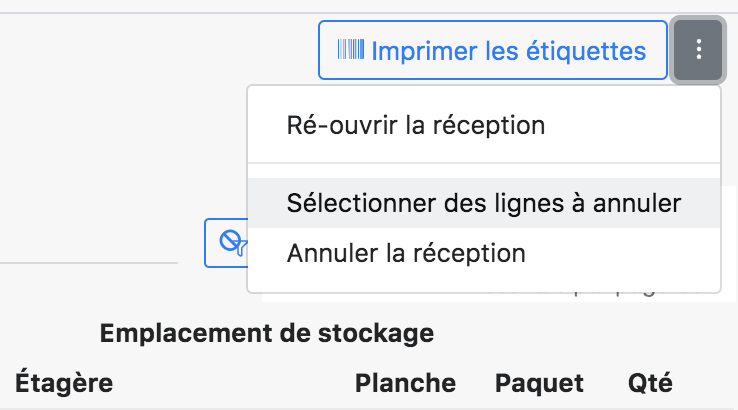 Imprimer les étiquettes
Ré-ouvrir la réception
Sélectionner des lignes à annuler
Annuler la réception
Emplacement de stockage
Étagère Planche Paquet Qté